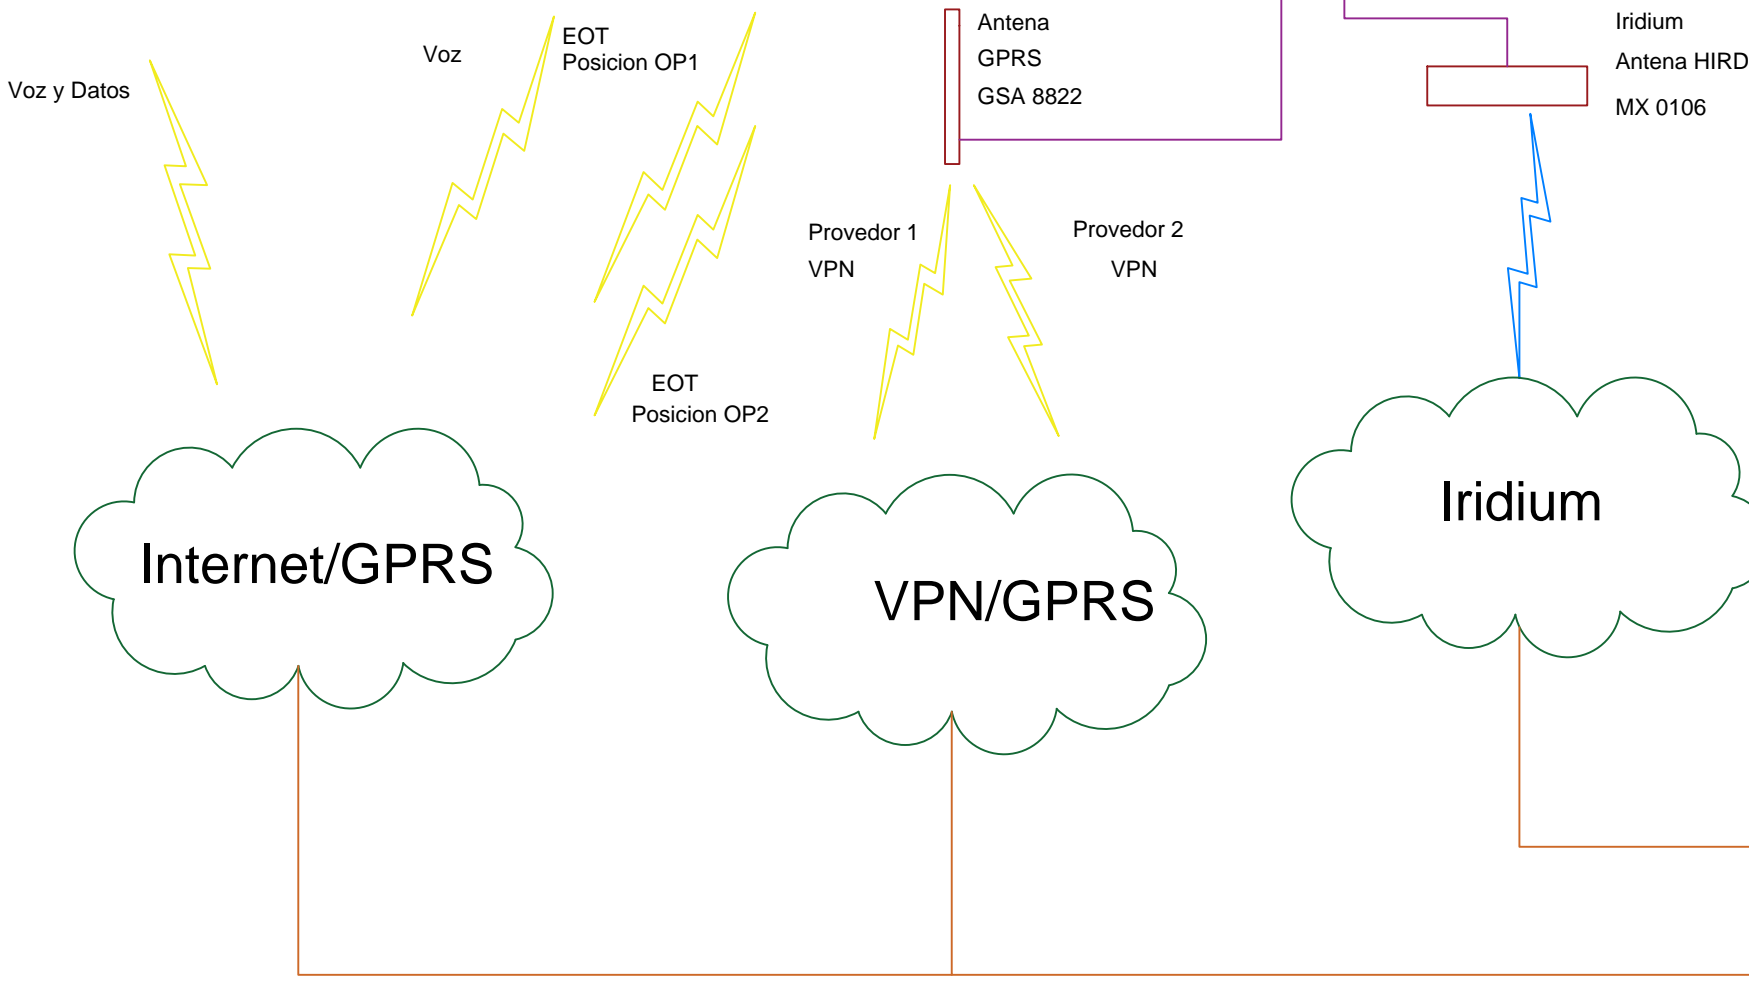 Voz y Datos
Voz
EOT
Posicion OP1
Antena
GPRS
GSA 8822
Iridium
Antena HIRD
MX 0106
Provedor 1
VPN
Provedor 2
VPN
EOT
Posicion OP2
Internet/GPRS
VPN/GPRS
Iridium